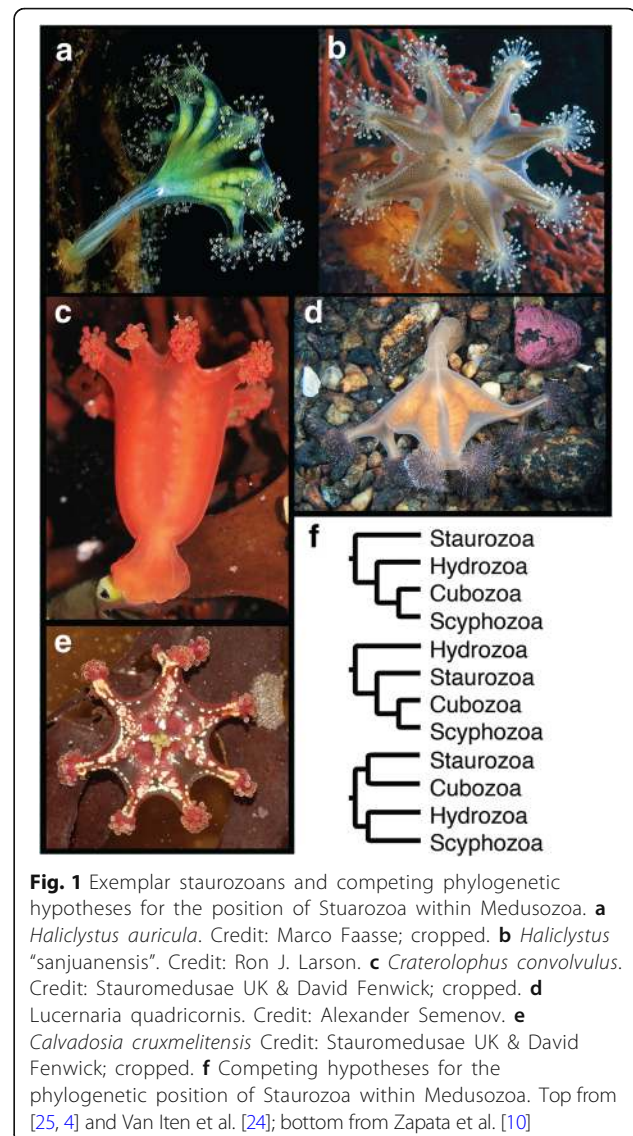 a
b
c
d
e
f
Staurozoa
Hydrozoa
Cubozoa
Scyphozoa
Hydrozoa
Staurozoa
Cubozoa
Scyphozoa
Staurozoa
Cubozoa
Hydrozoa
Scyphozoa
Fig. 1 Exemplar staurozoans and competing phylogenetic
hypotheses for the position of Stuarozoa within Medusozoa. a
Haliclystus auricula. Credit: Marco Faasse; cropped. b Haliclystus
“sanjuanensis”. Credit: Ron J. Larson. c Craterolophus convolvulus.
Credit: Stauromedusae UK & David Fenwick; cropped. d
Lucernaria quadricornis. Credit: Alexander Semenov. e
Calvadosia cruxmelitensis Credit: Stauromedusae UK & David
Fenwick; cropped. f Competing hypotheses for the
phylogenetic position of Staurozoa within Medusozoa. Top from
[25, 4] and Van Iten et al. [24]; bottom from Zapata et al. [10]